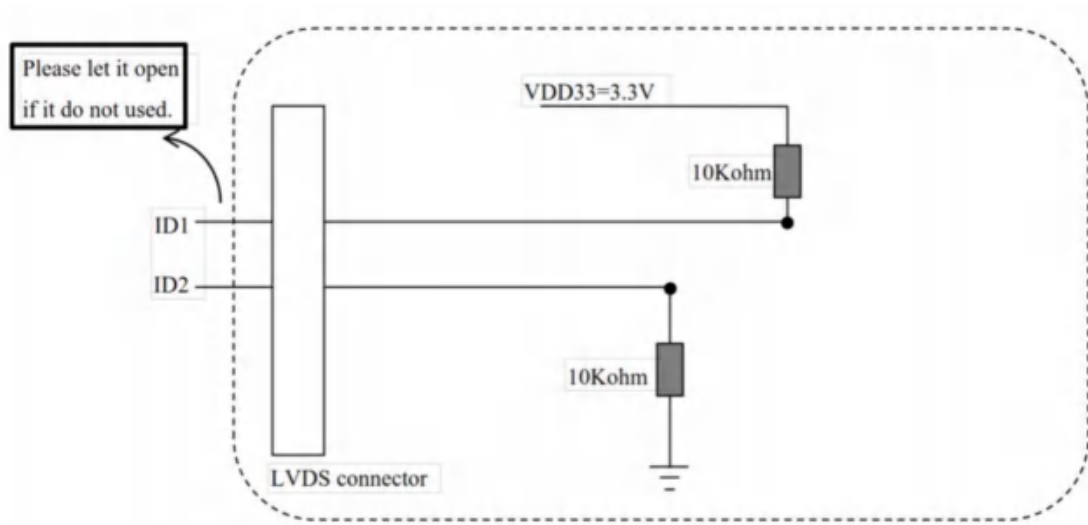 Please let it open
if it do not used.
VDD33=3.3V
10Kohm
ID1
ID2
10Kohm
LVDS connector